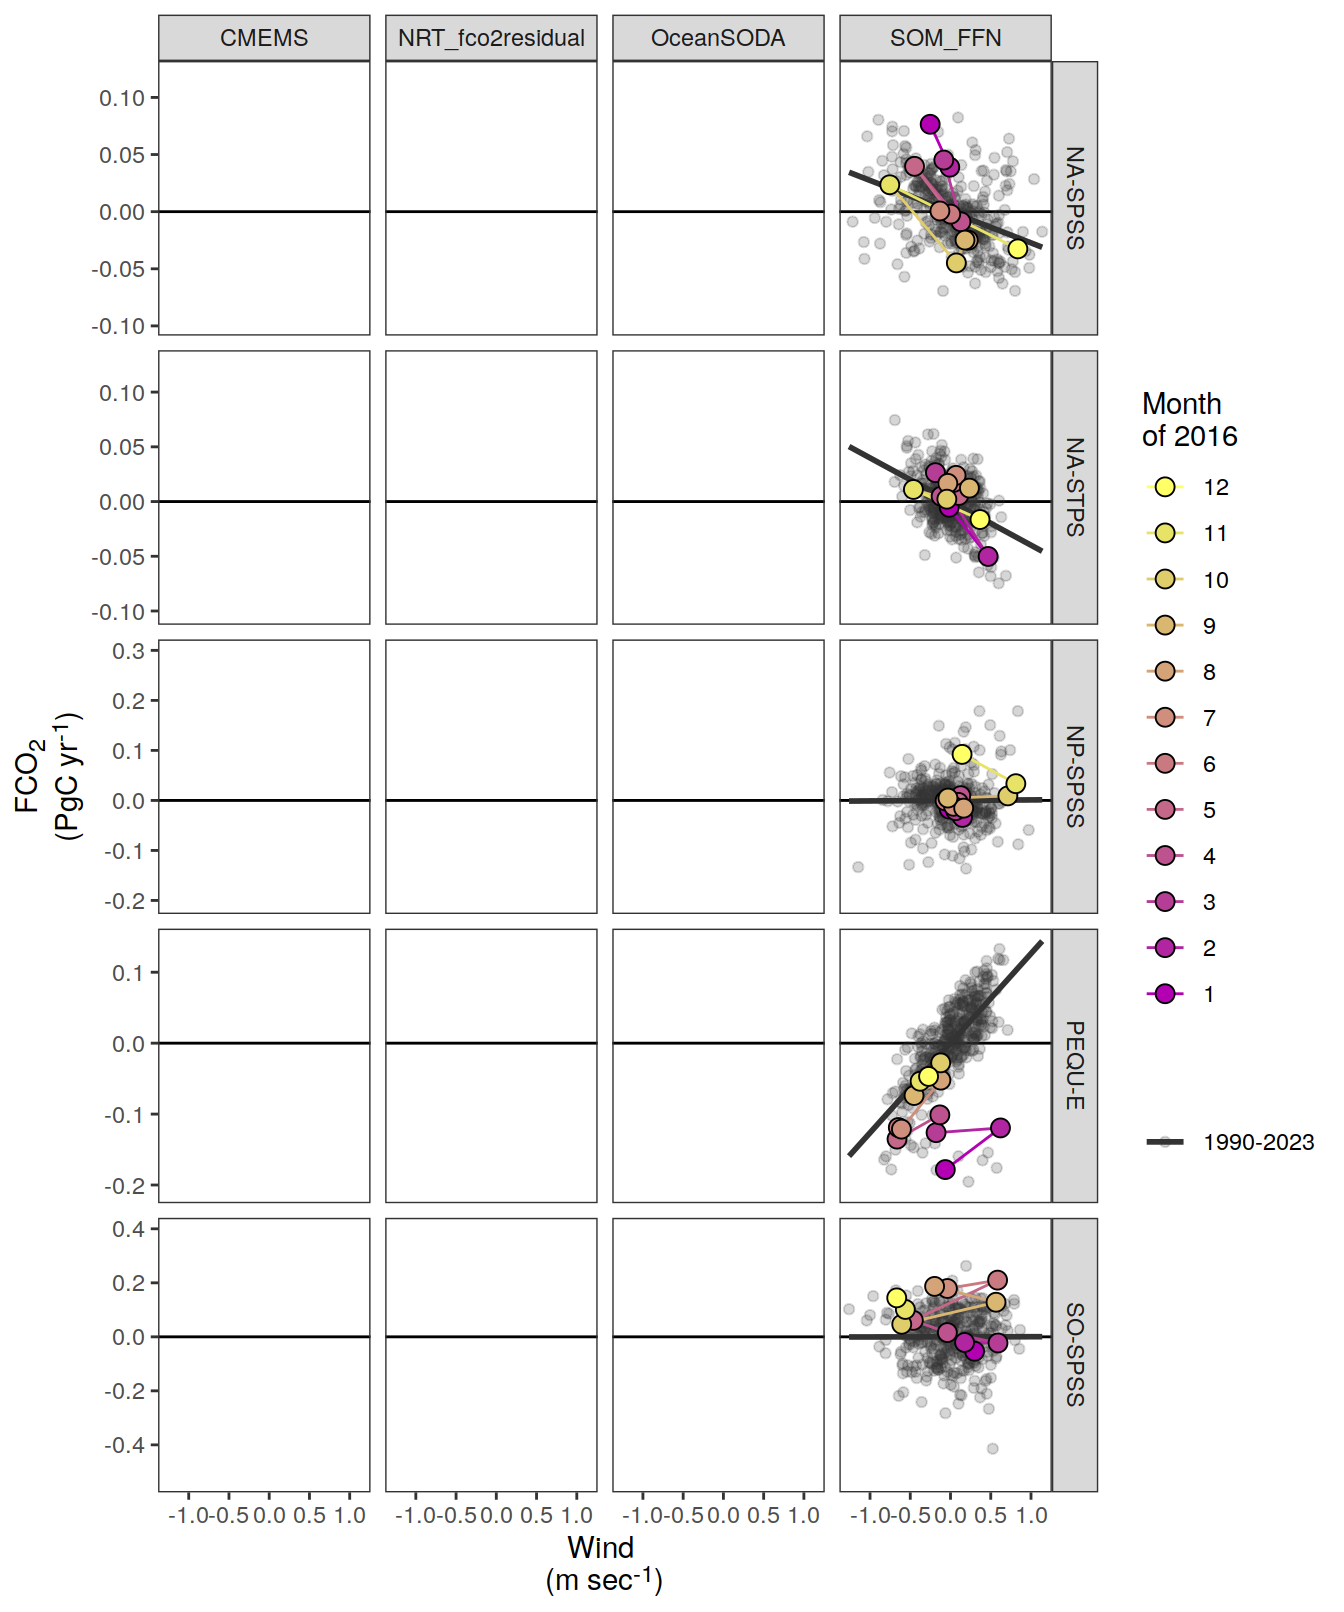 CMEMS NRT_fco2residual OceanSODA SOM_FFN
0.10
0.05
0.00
-0.05
-0.10
NA-SPSS
0.10
0.05
0.00
-0.05
-0.10
NA-STPS
0.3
0.2
0.1
0.0
-0.1
-0.2
NP-SPSS
0.1
0.0
-0.1
-0.2
PEQU-E
0.4
0.2
0.0
-0.2
-0.4
SO-SPSS
-1.0 -0.5 0.0 0.5 1.0 -1.0 -0.5 0.0 0.5 1.0 -1.0 -0.5 0.0 0.5 1.0 -1.0 -0.5 0.0 0.5 1.0
Wind
(m sec⁻¹)
FCO₂
(PgC yr⁻¹)
Month
of 2016
12
11
10
9
8
7
6
5
4
3
2
1
1990-2023